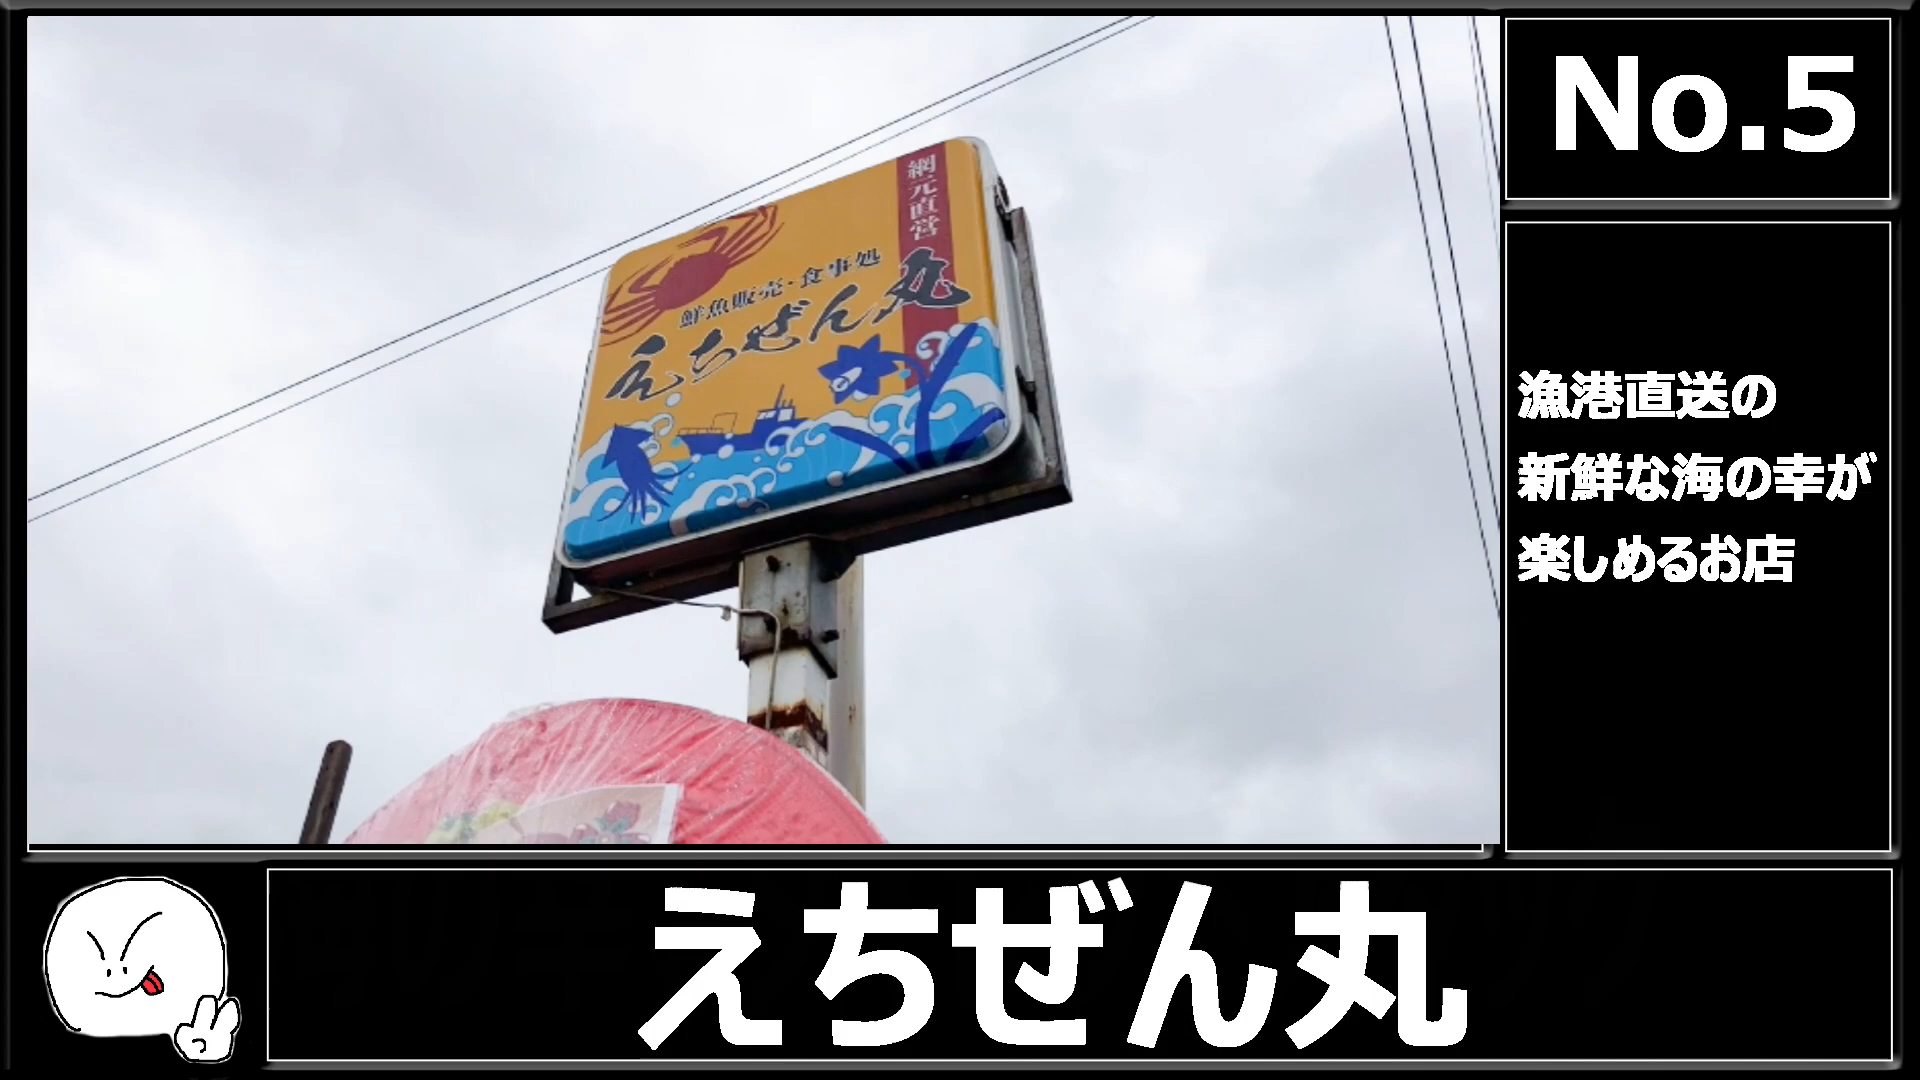 No.5
網元直営
鮮魚販売・食事処
えちぜん丸
漁港直送の
新鮮な海の幸が
楽しめるお店
えちぜん丸